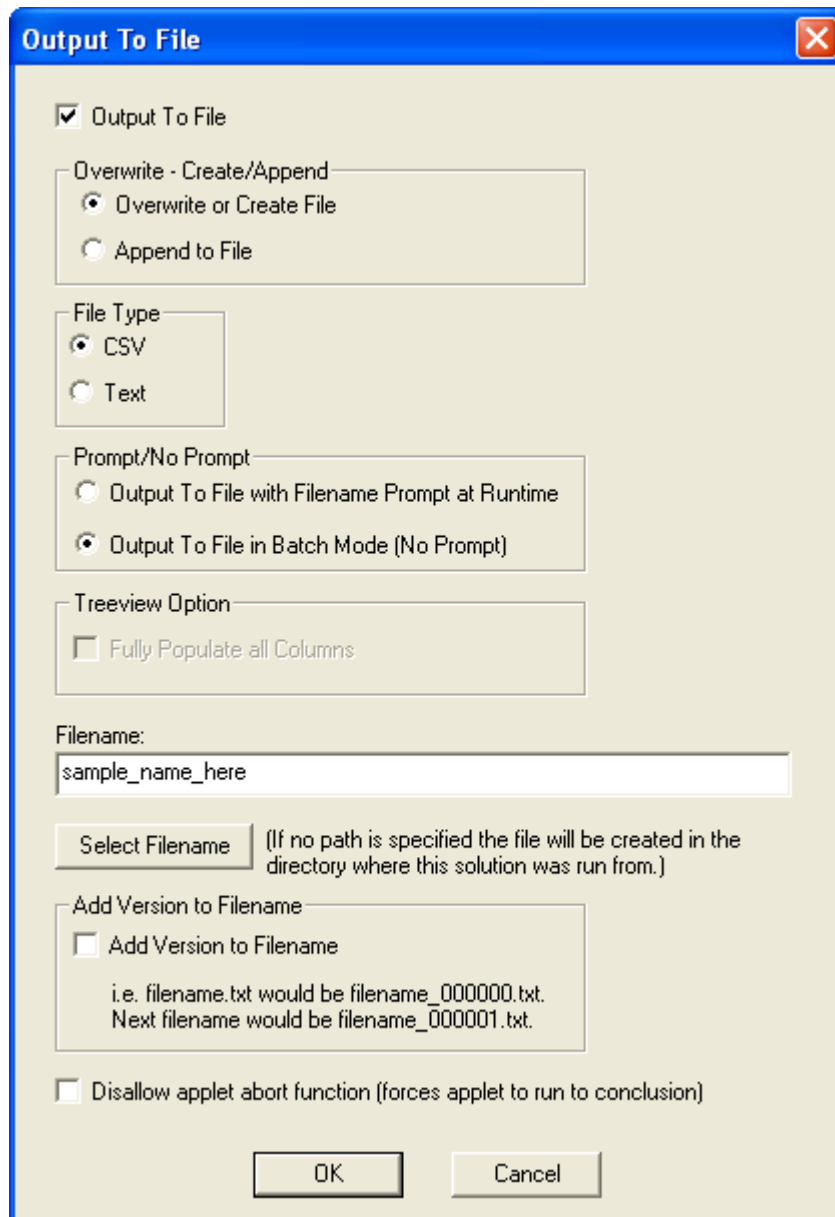 Output To File
Output To File
Overwrite - Create/Append
Overwrite or Create File
Append to File
File Type
CSV
Text
Prompt/No Prompt
Output To File with Filename Prompt at Runtime
Output To File in Batch Mode (No Prompt)
Treeview Option
Fully Populate all Columns
Filename:
sample_name_here
Select Filename
(If no path is specified the file will be created in the
directory where this solution was run from.)
Add Version to Filename
Add Version to Filename
i.e. filename.txt would be filename_000000.txt.
Next filename would be filename_000001.txt.
Disallow applet abort function (forces applet to run to conclusion)
OK
Cancel